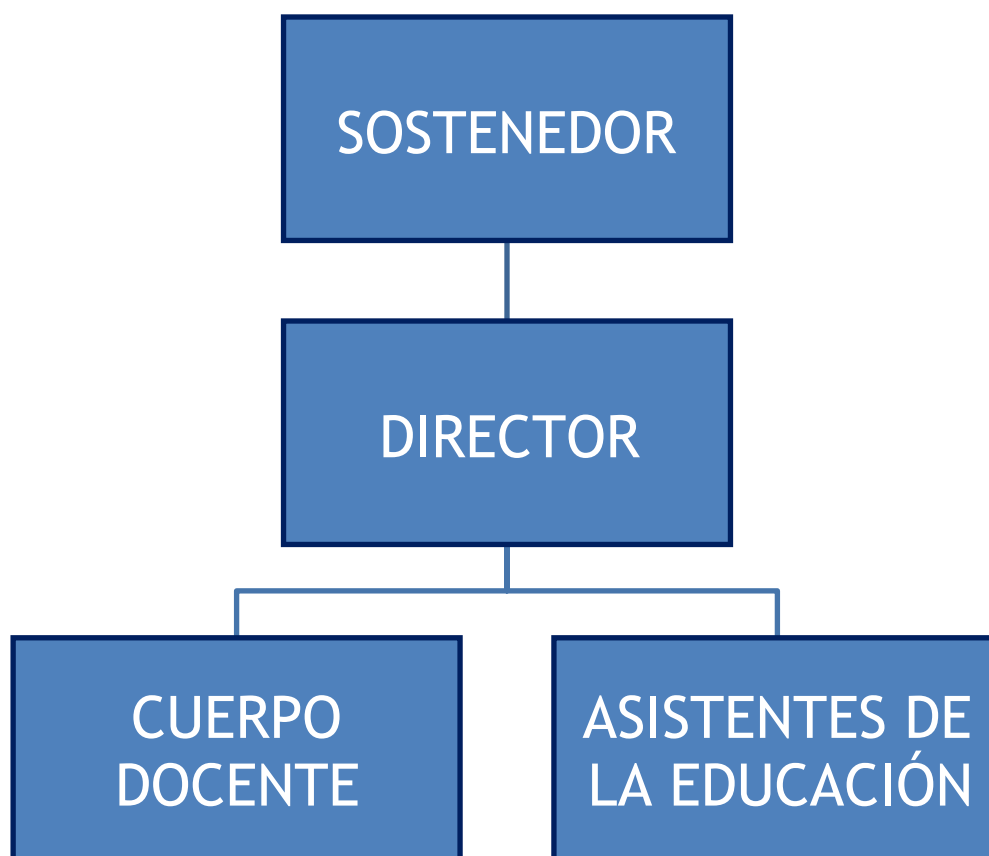 SOSTENEDOR
DIRECTOR
CUERPO
DOCENTE
ASISTENTES DE
LA EDUCACIÓN